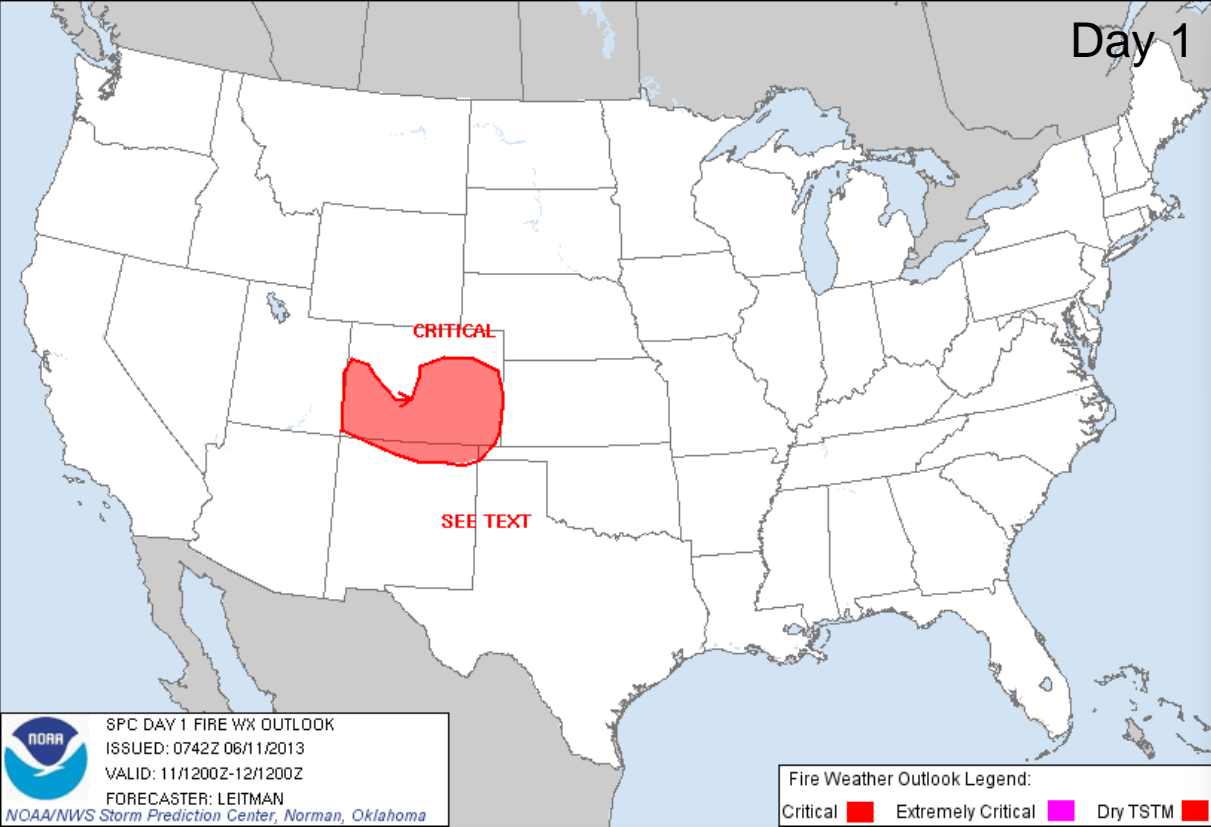 Day 1
CRITICAL
SEE TEXT
NOAA
SPC DAY 1 FIRE WX OUTLOOK
ISSUED: 0742Z 06/11/2013
VALID: 11/1200Z-12/1200Z
FORECASTER: LEITMAN
NOAA/NWS Storm Prediction Center, Norman, Oklahoma
Fire Weather Outlook Legend:
Critical Extremely Critical Dry TSTM